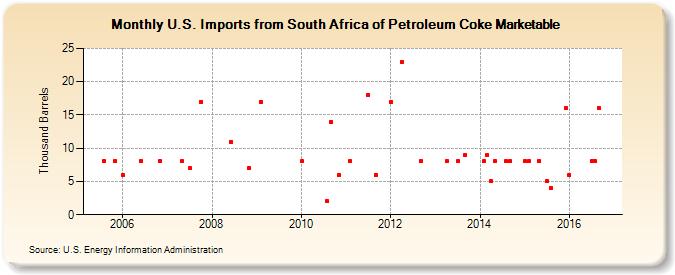 Monthly U.S. Imports from South Africa of Petroleum Coke Marketable
Thousand Barrels
25
20
15
10
5
0
2006 2008 2010 2012 2014 2016
Source: U.S. Energy Information Administration